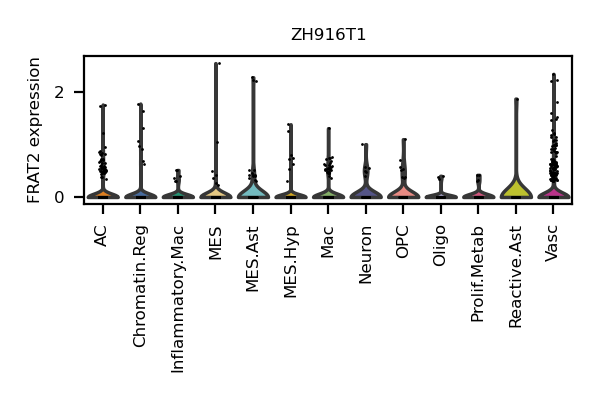 ZH916T1
FRAT2 expression
2
0
AC
Chromatin.Reg
Inflammatory.Mac
MES
MES.Ast
MES.Hyp
Mac
Neuron
OPC
Oligo
Prolif.Metab
Reactive.Ast
Vasc